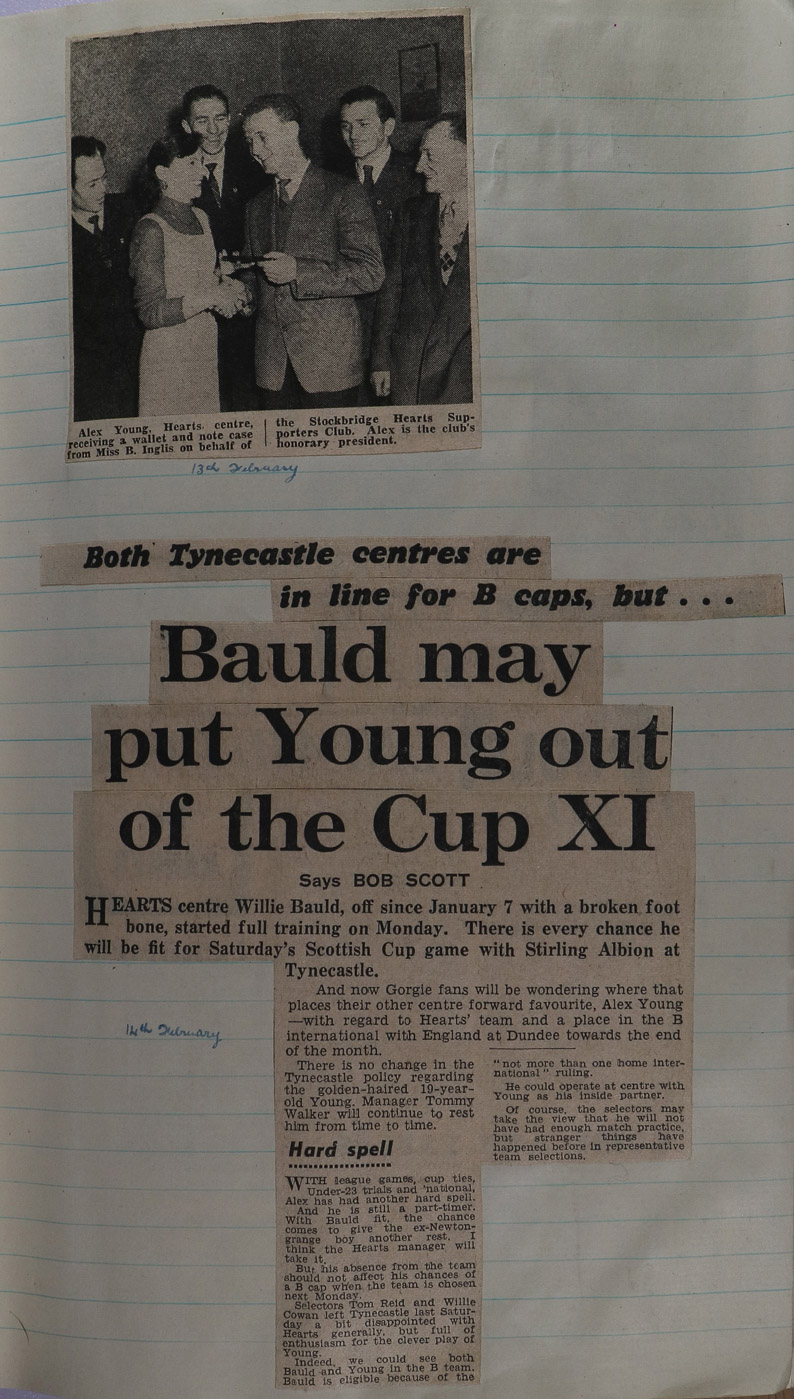 Alex Young, Hearts centre,
receiving a wallet and note case
from Miss B. Inglis on behalf of
the Stockbridge Hearts Sup-
porters Club. Alex is the club's
honorary president.
13th February
Both Tynecastle centres are
in line for B caps, but . . .
Bauld may
put Young out
of the Cup XI
Says BOB SCOTT
HEARTS centre Willie Bauld, off since January 7 with a broken foot
bone, started full training on Monday. There is every chance he
will be fit for Saturday's Scottish Cup game with Stirling Albion at
Tynecastle.
And now Gorgie fans will be wondering where that
places their other centre forward favourite, Alex Young
—with regard to Hearts' team and a place in the B
international with England at Dundee towards the end
of the month.
There is no change in the
Tynecastle policy regarding
the golden-haired 19-year-
old Young. Manager Tommy
Walker will continue to rest
him from time to time.
Hard spell
WITH league games, cup ties,
Under-23 trials and 'national,
Alex has had another hard spell.
And he is still a part-timer.
With Bauld fit, the chance
comes to give the ex-Newton-
grange boy another rest. I
think the Hearts manager will
take it.
But his absence from the team
should not affect his chances of
a B cap when the team is chosen
next Monday.
Selectors Tom Reid and Willie
Cowan left Tynecastle last Satur-
day a bit disappointed with
Hearts generally, but full of
enthusiasm for the clever play of
Young.
Indeed, we could see both
Bauld and Young in the B team.
Bauld is eligible because of the
"not more than one home inter-
national" ruling.
He could operate at centre with
Young as his inside partner.
Of course, the selectors may
take the view that he will not
have had enough match practice,
but stranger things have
happened before in representative
team selections.
14th February